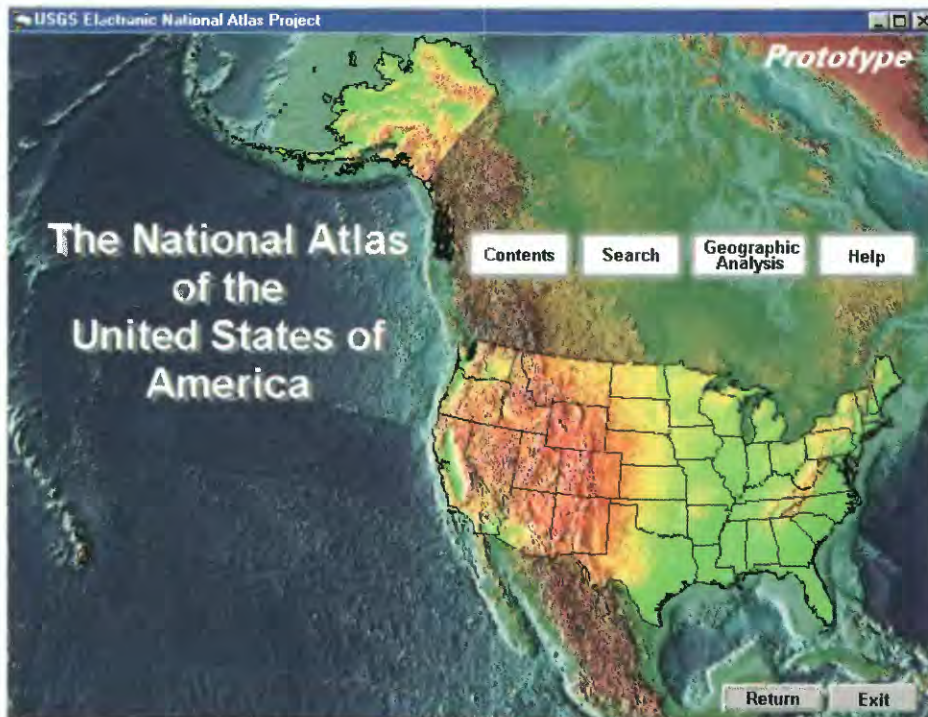 USGS Electronic National Atlas Project
Prototype
The National Atlas
of the
United States of
America
Contents
Search
Geographic
Analysis
Help
Return
Exit